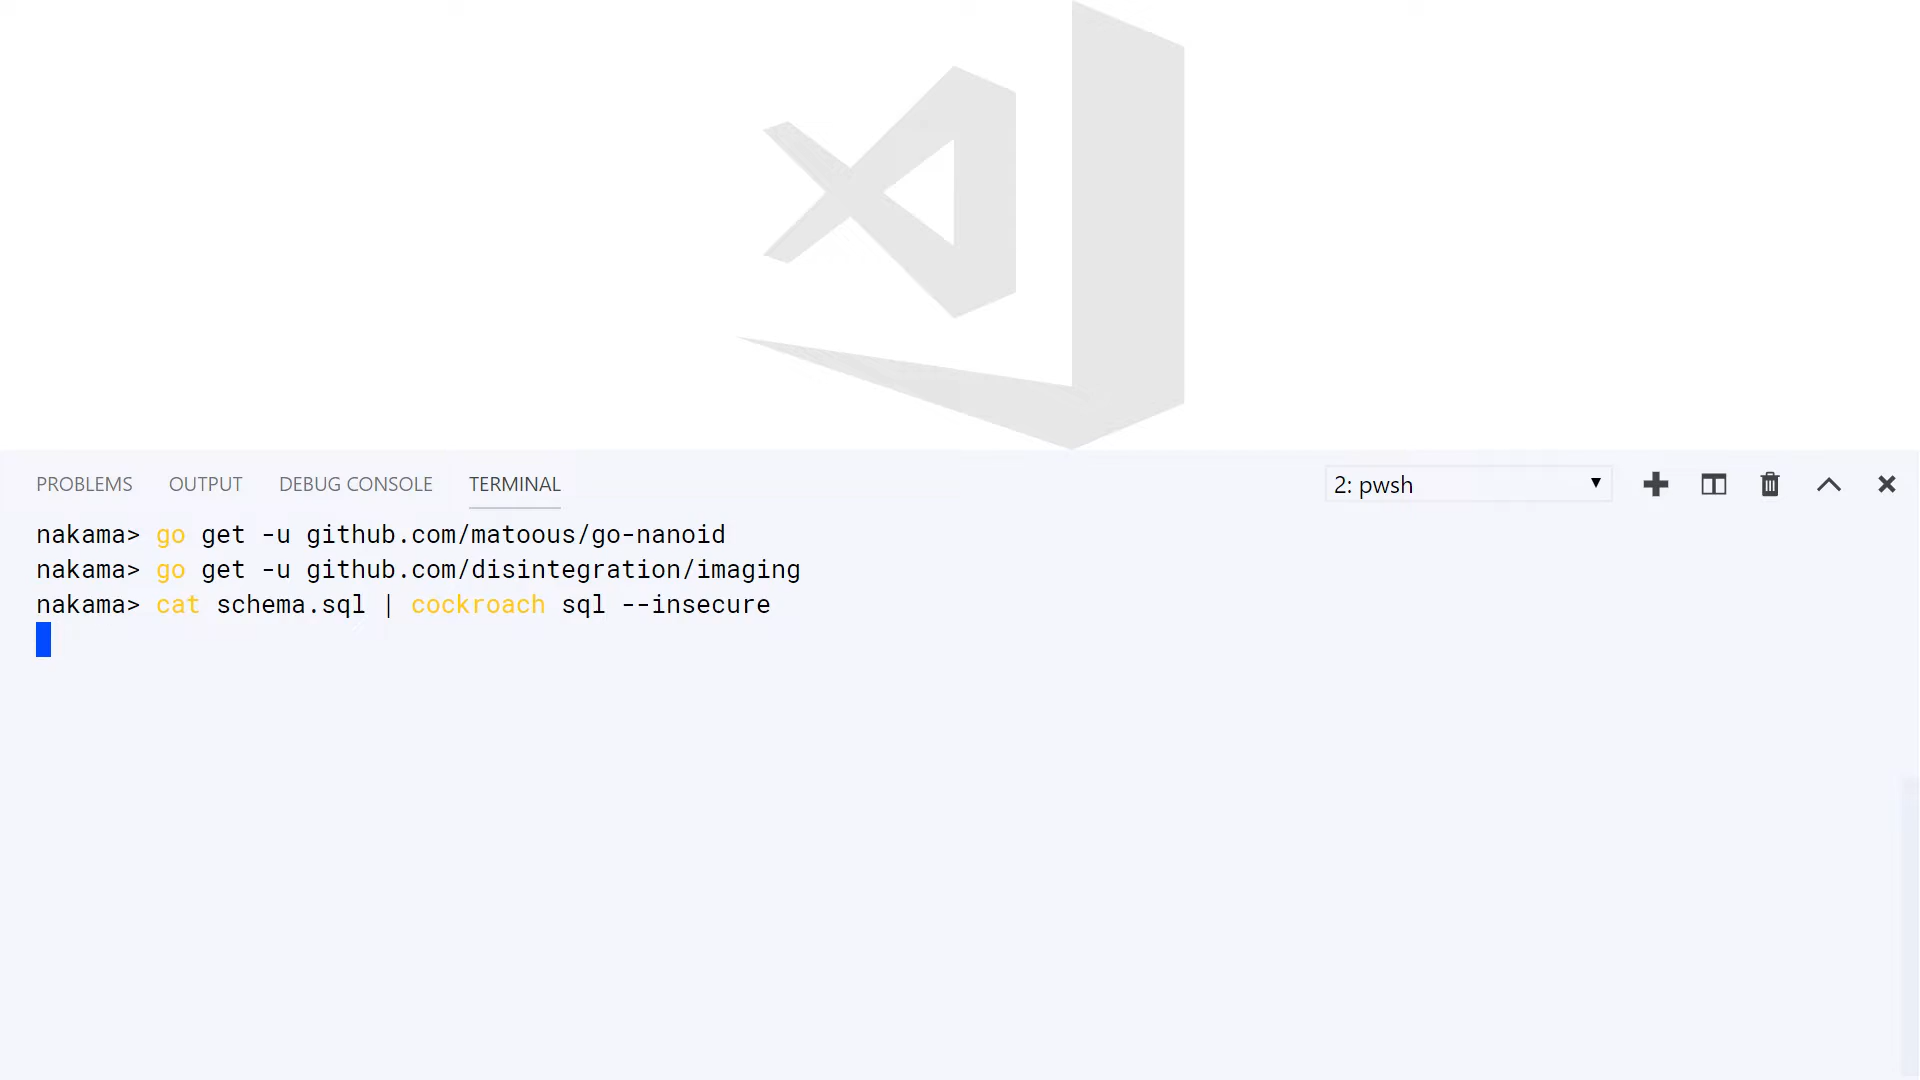 PROBLEMS OUTPUT DEBUG CONSOLE TERMINAL 2: pwsh
nakama> go get -u github.com/matoous/go-nanoid
nakama> go get -u github.com/disintegration/imaging
nakama> cat schema.sql | cockroach sql --insecure